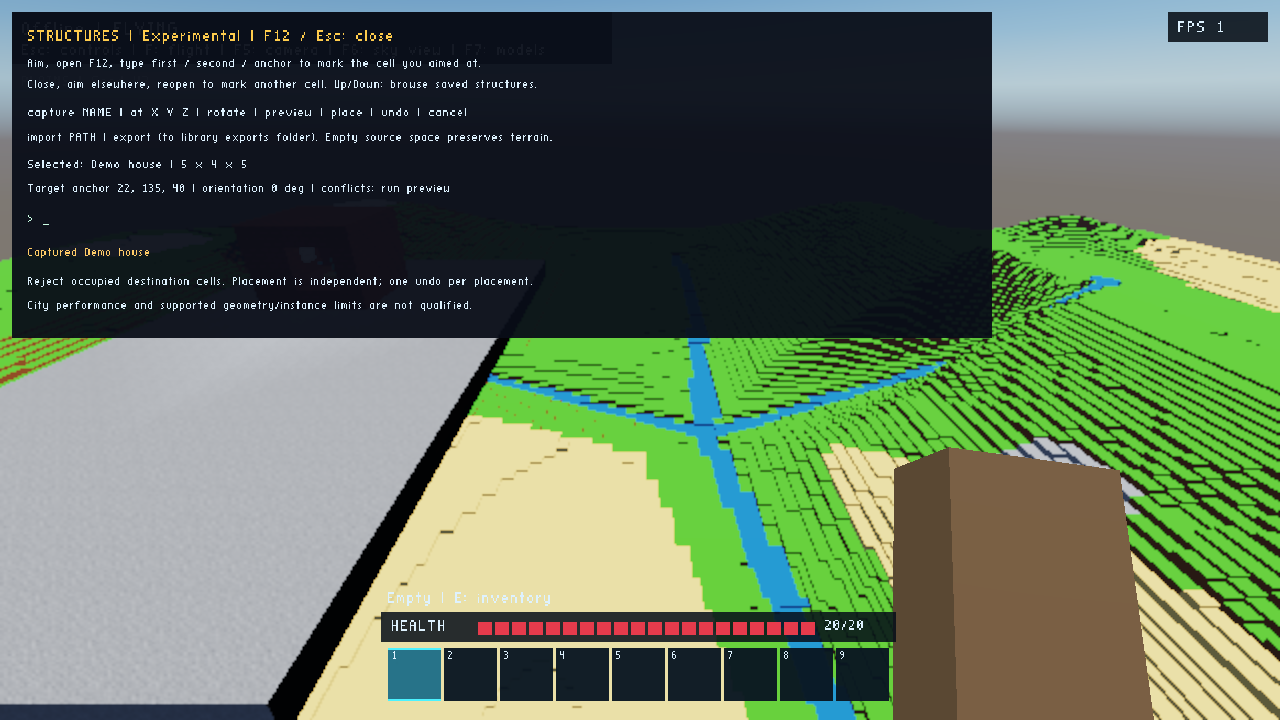 STRUCTURES | Experimental | F12 / Esc: close
FPS 1
Aim, open F12, type first / second / anchor to mark the cell you aimed at.
Close, aim elsewhere, reopen to mark another cell. Up/Down: browse saved structures.
capture NAME | at X Y Z | rotate | preview | place | undo | cancel
import PATH | export (to library exports folder). Empty source space preserves terrain.
Selected: Demo house | 5 x 4 x 5
Target anchor 22, 135, 40 | orientation 0 deg | conflicts: run preview
> _
Captured Demo house
Reject occupied destination cells. Placement is independent; one undo per placement.
City performance and supported geometry/instance limits are not qualified.
Empty | E: inventory
HEALTH 20/20
1 2 3 4 5 6 7 8 9